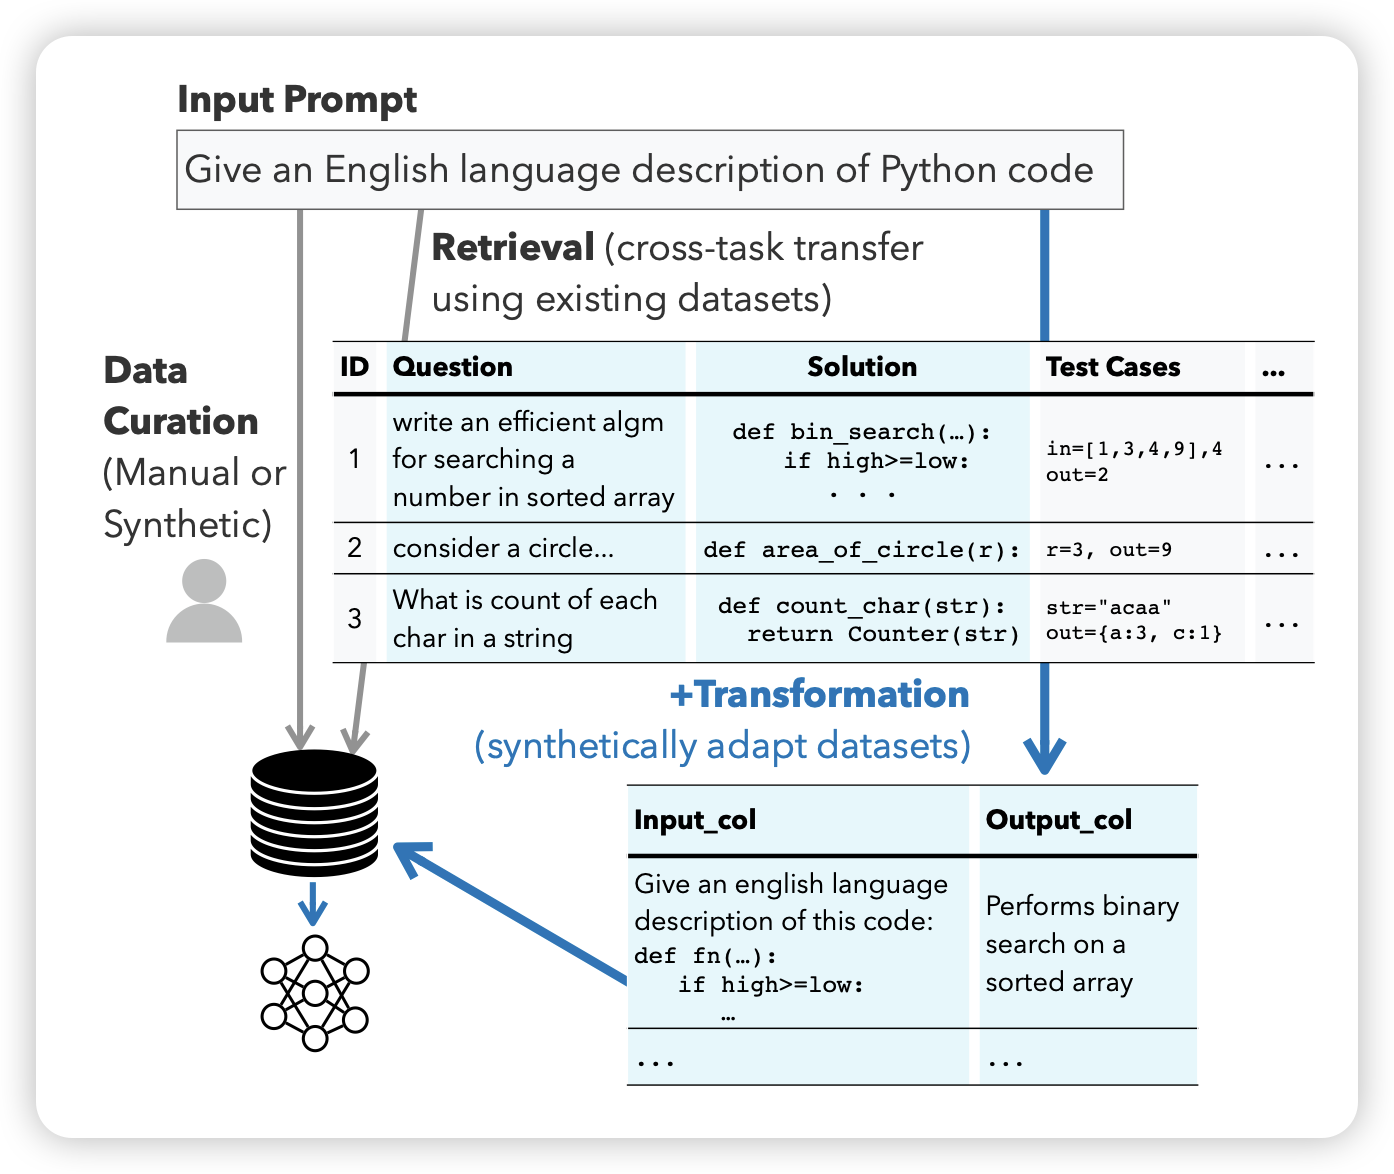 Input Prompt
Give an English language description of Python code
Retrieval (cross-task transfer
using existing datasets)
Data
Curation
(Manual or
Synthetic)
ID Question Solution Test Cases ...
1
write an efficient algm
for searching a
number in sorted array
def bin_search(…):
if high>=low:
. . .
in=[1,3,4,9],4
out=2
...
2 consider a circle... def area_of_circle(r): r=3, out=9 ...
3
What is count of each
char in a string
def count_char(str):
return Counter(str)
str="acaa"
out={a:3, c:1}
...
+Transformation
(synthetically adapt datasets)
Input_col Output_col
Give an english language
description of this code:
def fn(…):
if high>=low:
…
Performs binary
search on a
sorted array
... ...